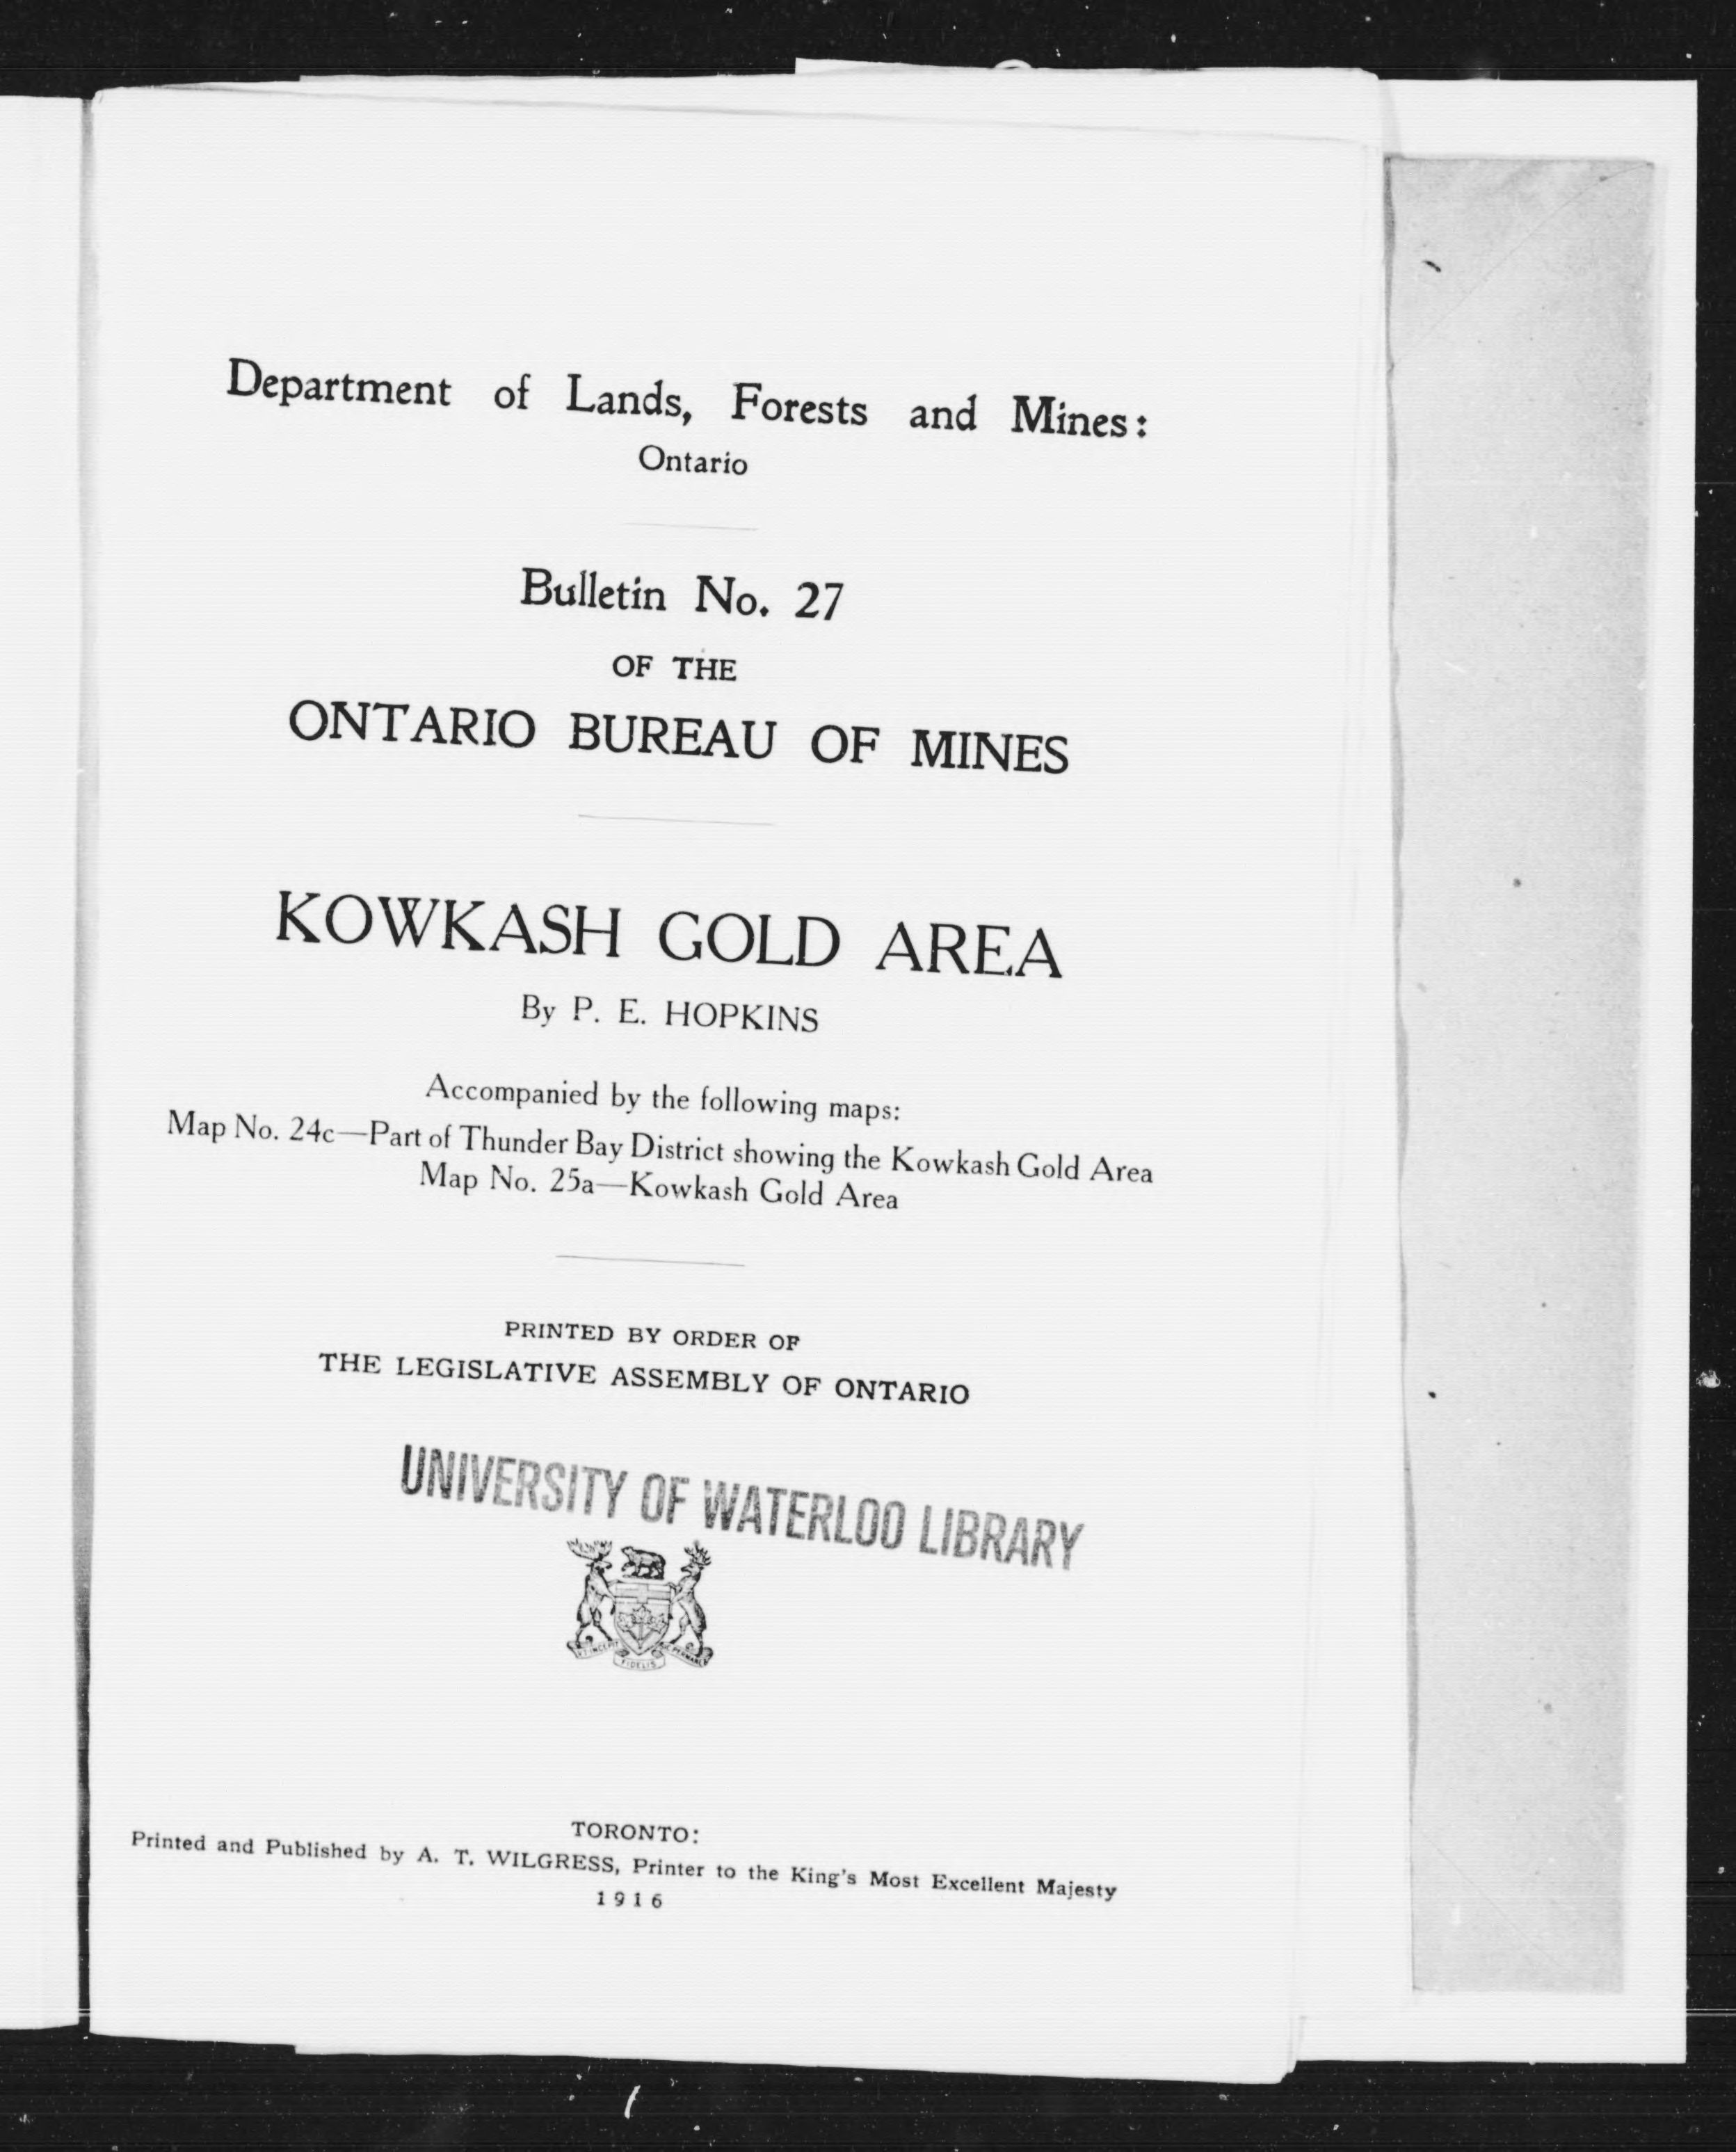 Department of Lands, Forests and Mines:
Ontario
Bulletin No. 27
OF THE
ONTARIO BUREAU OF MINES
KOWKASH GOLD AREA
By P. E. HOPKINS
Accompanied by the following maps:
Map No. 24c—Part of Thunder Bay District showing the Kowkash Gold Area
Map No. 25a—Kowkash Gold Area
PRINTED BY ORDER OF
THE LEGISLATIVE ASSEMBLY OF ONTARIO
UNIVERSITY OF WATERLOO LIBRARY
FIDELIS
TORONTO:
Printed and Published by A. T. WILGRESS, Printer to the King's Most Excellent Majesty
1916